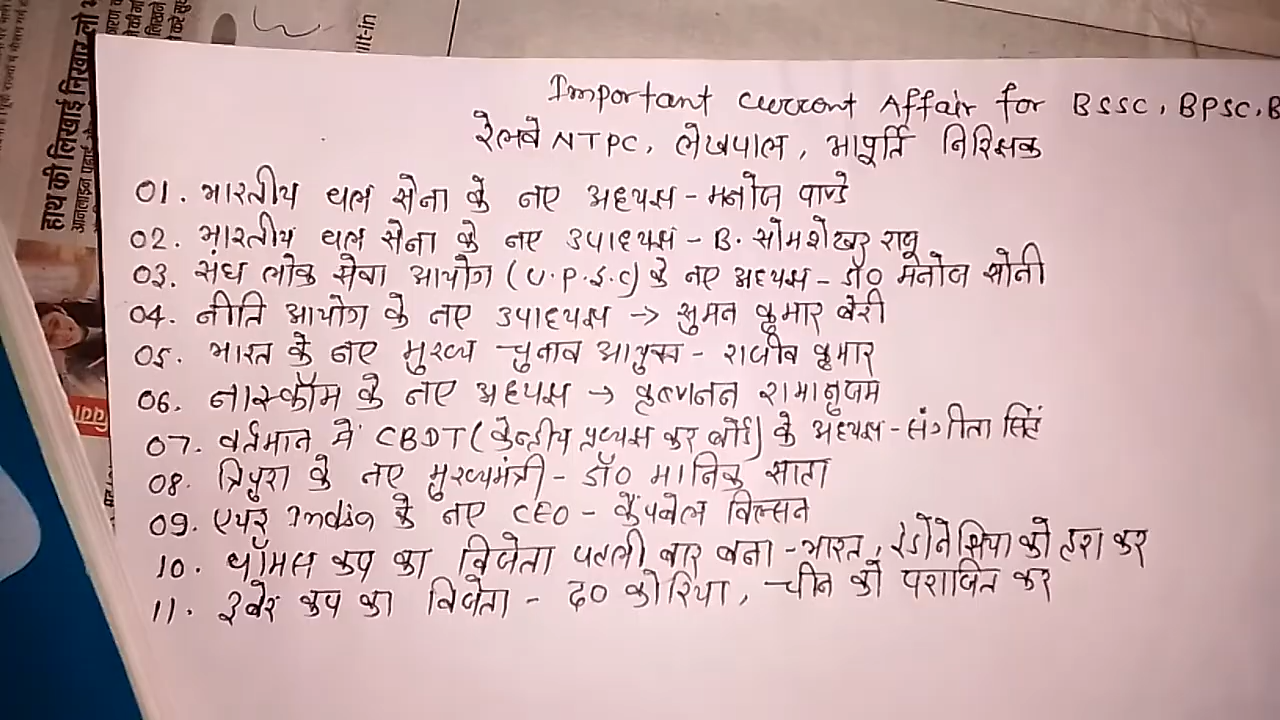 हाथ की लिखाई निखार लो
lt-in
Important current Affair for BSSC, BPSC, B
रेलवे NTPC, लेखपाल, आपूर्ति निरिक्षक
01. भारतीय थल सेना के नए अध्यक्ष - मनोज पाण्डे
02. भारतीय थल सेना के नए उपाध्यक्ष - B. सोमशेखर राजू
03. संघ लोक सेवा आयोग (U.P.S.C) के नए अध्यक्ष - डॉ० मनोज सोनी
04. नीति आयोग के नए उपाध्यक्ष → सुमन कुमार बेरी
05. भारत के नए मुख्य चुनाव आयुक्त - राजीव कुमार
06. नास्कॉम के नए अध्यक्ष → कृष्णनन रामानुजम
07. वर्तमान में CBDT (केन्द्रीय प्रत्यक्ष कर बोर्ड) के अध्यक्ष - संगीता सिंह
08. त्रिपुरा के नए मुख्यमंत्री - डॉ० मानिक साहा
09. एयर India के नए CEO - कैंपबेल विल्सन
10. थॉमस कप का विजेता पहली बार बना - भारत, इंडोनेशिया को हरा कर
11. उबेर कप का विजेता - द० कोरिया, चीन को पराजित कर